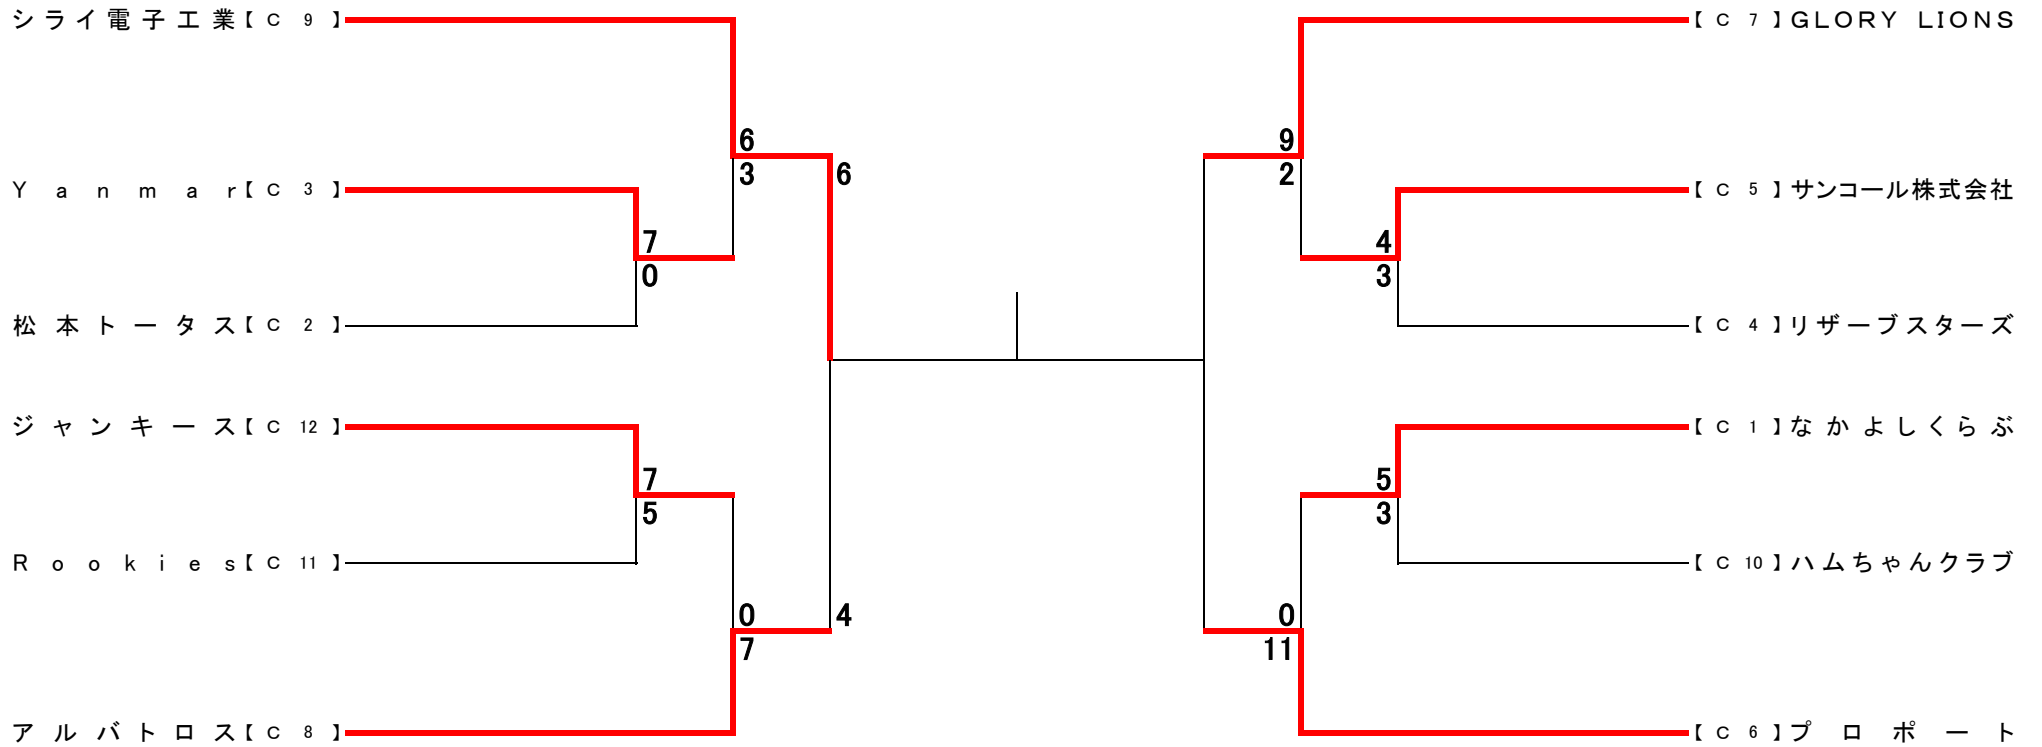 シライ電子工業【 C 9 】
6
3
6
Yanmar【 C 3 】
7
0
松本トータス【 C 2 】
ジャンキース【 C 12 】
7
5
Rookies【 C 11 】
0
7
4
アルバトロス【 C 8 】
【 C 7 】GLORY LIONS
9
2
【 C 5 】サンコール株式会社
4
3
【 C 4 】リザーブスターズ
【 C 1 】なかよしくらぶ
5
3
【 C 10 】ハムちゃんクラブ
0
11
【 C 6 】プロポート